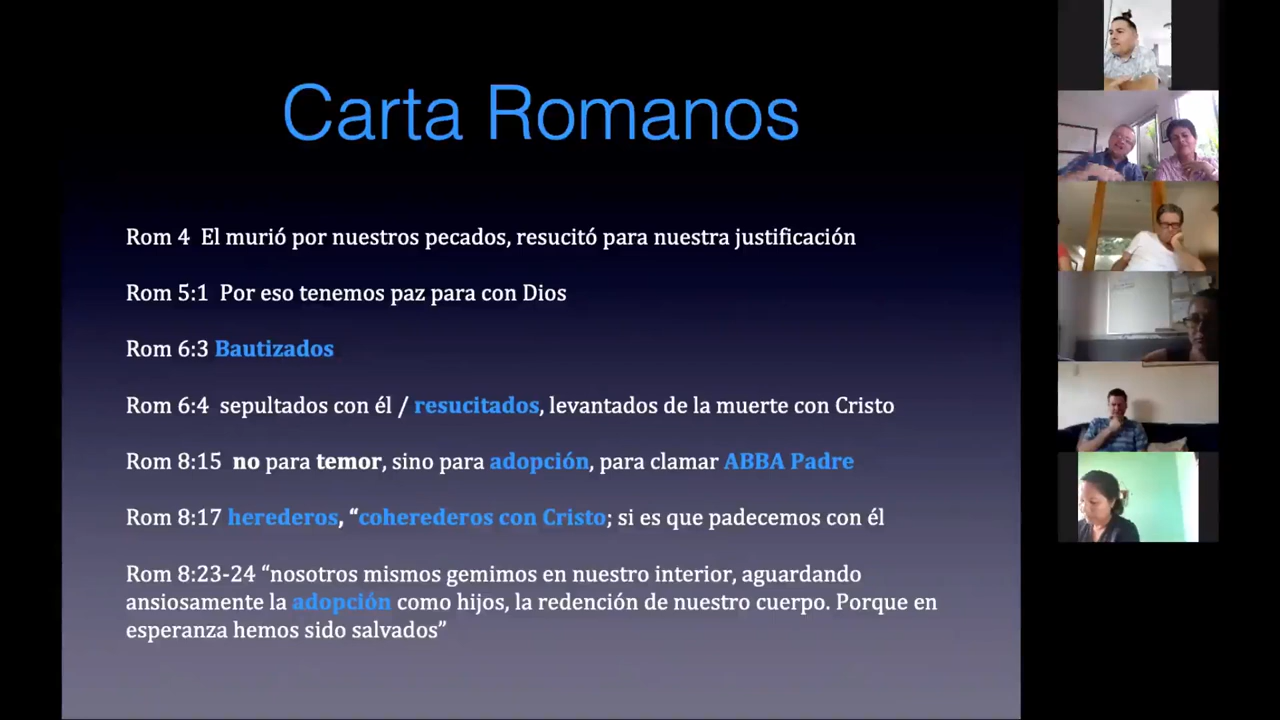 Carta Romanos
Rom 4  El murió por nuestros pecados, resucitó para nuestra justificación
Rom 5:1  Por eso tenemos paz para con Dios
Rom 6:3 Bautizados
Rom 6:4  sepultados con él / resucitados, levantados de la muerte con Cristo
Rom 8:15  no para temor, sino para adopción, para clamar ABBA Padre
Rom 8:17 herederos, “coherederos con Cristo; si es que padecemos con él
Rom 8:23-24 “nosotros mismos gemimos en nuestro interior, aguardando
ansiosamente la adopción como hijos, la redención de nuestro cuerpo. Porque en
esperanza hemos sido salvados”